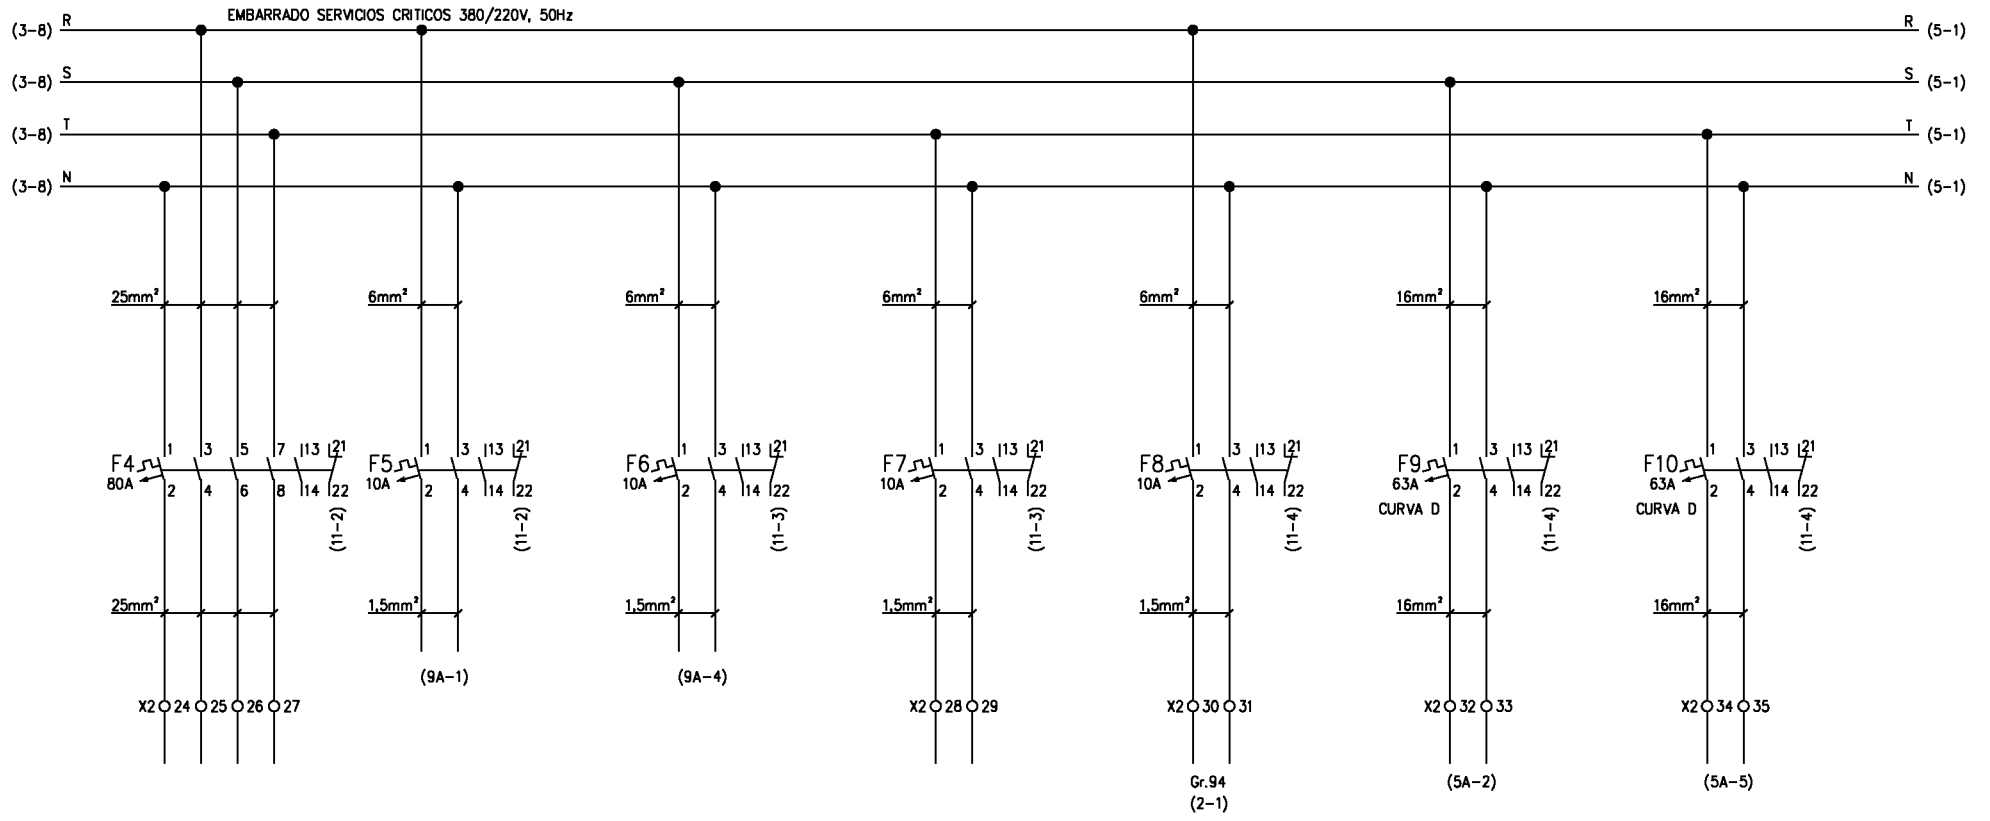 EMBARRADO SERVICIOS CRITICOS 380/220V, 50Hz
(3-8) R R (5-1)
(3-8) S S (5-1)
(3-8) T T (5-1)
(3-8) N N (5-1)
25mm² 6mm² 6mm² 6mm² 6mm² 16mm² 16mm²
1 3 5 7 13 21 1 3 13 21 1 3 13 21 1 3 13 21 1 3 13 21 1 3 13 21 1 3 13 21
F4 F5 F6 F7 F8 F9 F10
80A 10A 10A 10A 10A 63A 63A
2 4 6 8 14 22 2 4 14 22 2 4 14 22 2 4 14 22 2 4 14 22 2 4 14 22 2 4 14 22
CURVA D CURVA D
(11-2) (11-2) (11-3) (11-3) (11-4) (11-4) (11-4)
25mm² 1,5mm² 1,5mm² 1,5mm² 1,5mm² 16mm² 16mm²
(9A-1) (9A-4)
X2 24 25 26 27 X2 28 29 X2 30 31 X2 32 33 X2 34 35
Gr.94 (5A-2) (5A-5)
(2-1)